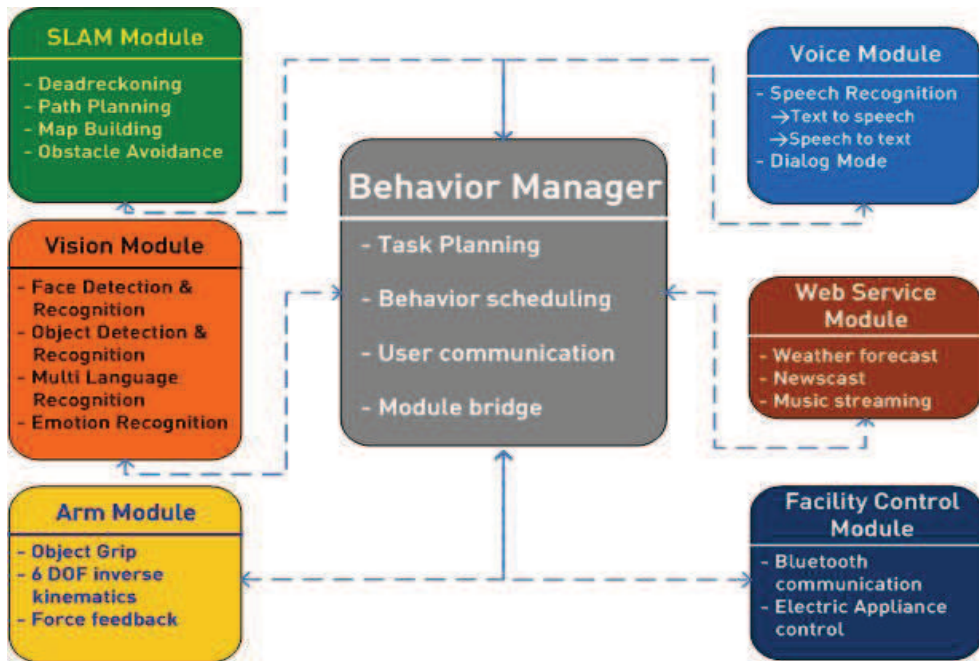 SLAM Module
- Deadreckoning
- Path Planning
- Map Building
- Obstacle Avoidance
Vision Module
- Face Detection &
Recognition
- Object Detection &
Recognition
- Multi Language
Recognition
- Emotion Recognition
Arm Module
- Object Grip
- 6 DOF inverse
kinematics
- Force feedback
Behavior Manager
- Task Planning
- Behavior scheduling
- User communication
- Module bridge
Voice Module
- Speech Recognition
→Text to speech
→Speech to text
- Dialog Mode
Web Service
Module
- Weather forecast
- Newscast
- Music streaming
Facility Control
Module
- Bluetooth
communication
- Electric Appliance
control